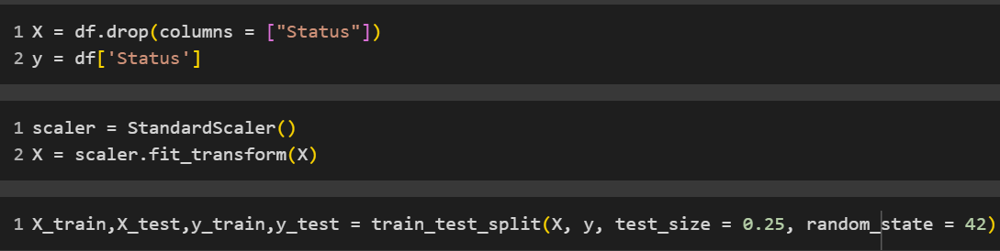 1 X = df.drop(columns = ["Status"])
2 y = df['Status']
1 scaler = StandardScaler()
2 X = scaler.fit_transform(X)
1 X_train,X_test,y_train,y_test = train_test_split(X, y, test_size = 0.25, random_state = 42)